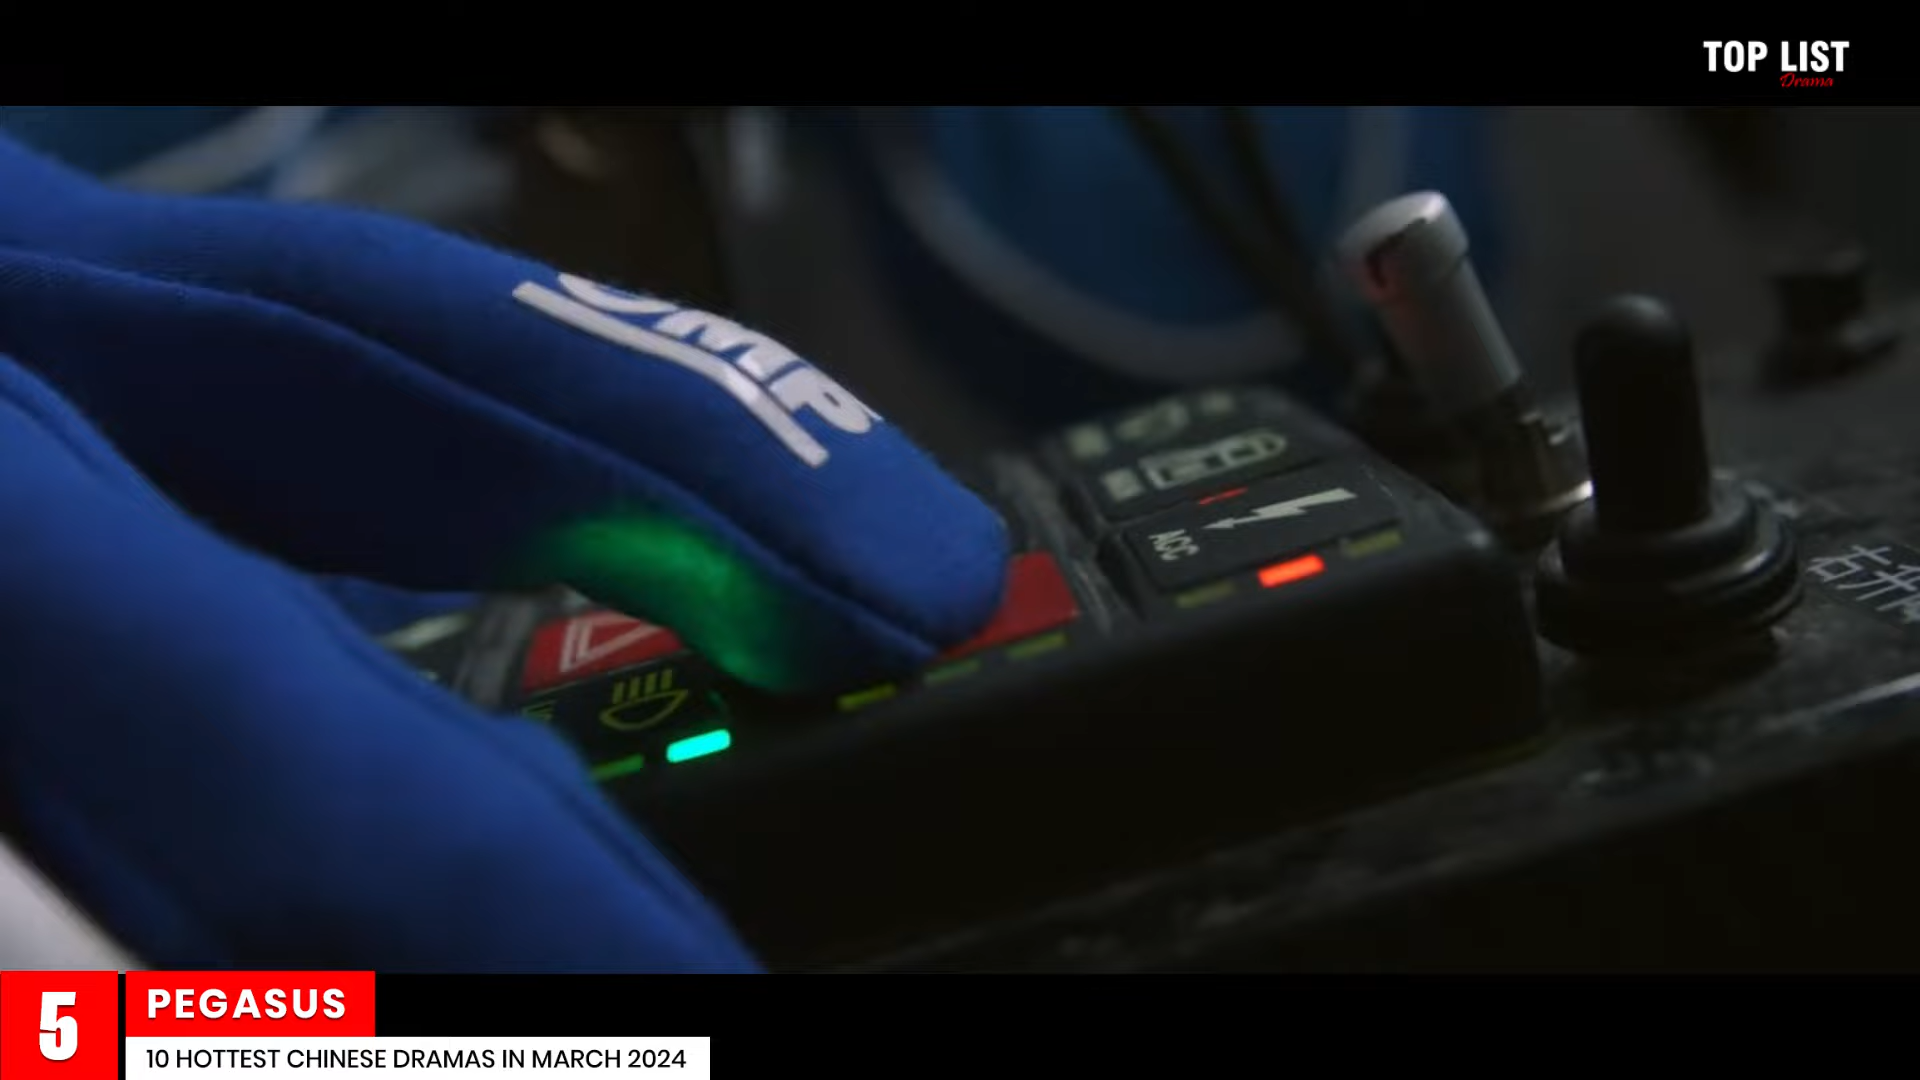 TOP LIST
Drama
OMP
ACC
5
PEGASUS
10 HOTTEST CHINESE DRAMAS IN MARCH 2024